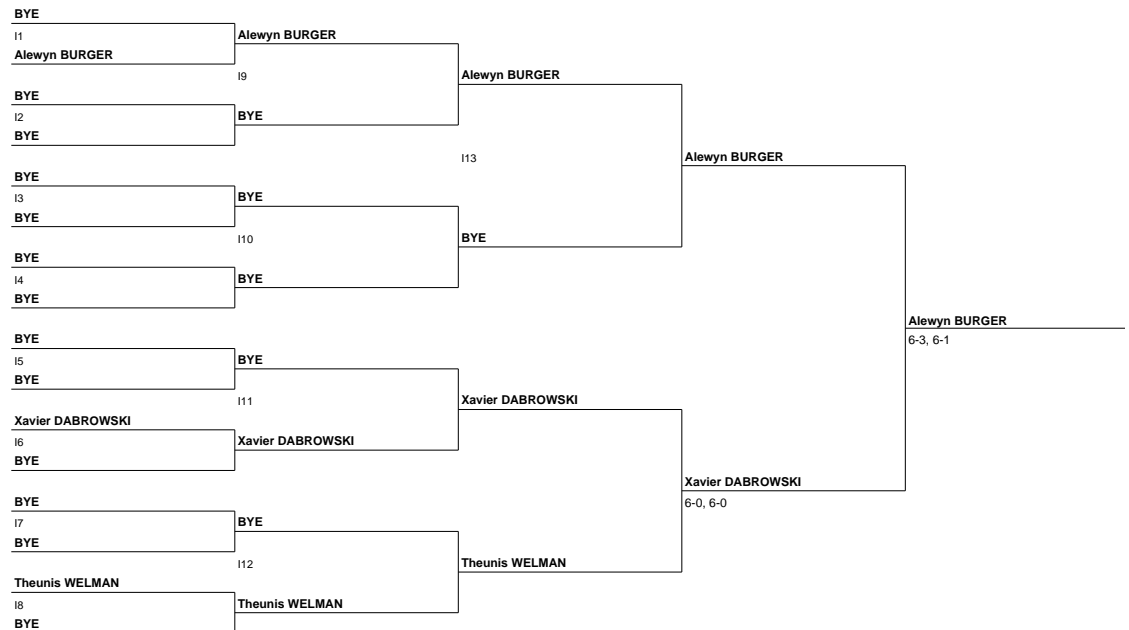 BYE
I1
Alewyn BURGER
BYE
I2
BYE
BYE
I3
BYE
BYE
I4
BYE
BYE
I5
BYE
Xavier DABROWSKI
I6
BYE
BYE
I7
BYE
Theunis WELMAN
I8
BYE
Alewyn BURGER
I9
BYE
BYE
I10
BYE
BYE
I11
Xavier DABROWSKI
BYE
I12
Theunis WELMAN
Alewyn BURGER
I13
BYE
Xavier DABROWSKI
Theunis WELMAN
Alewyn BURGER
Xavier DABROWSKI
6-0, 6-0
Alewyn BURGER
6-3, 6-1